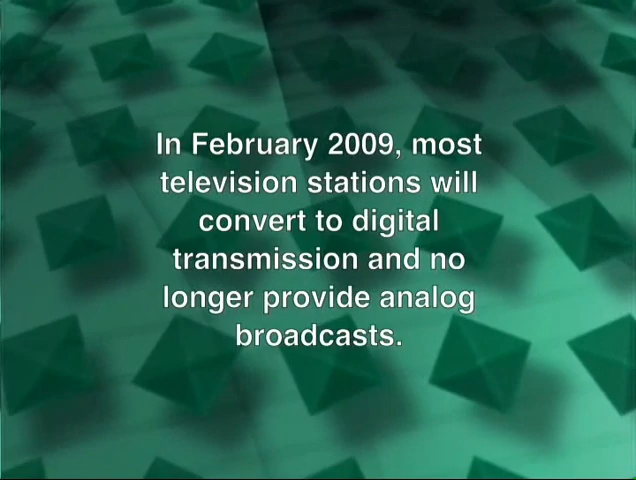 In February 2009, most
television stations will
convert to digital
transmission and no
longer provide analog
broadcasts.